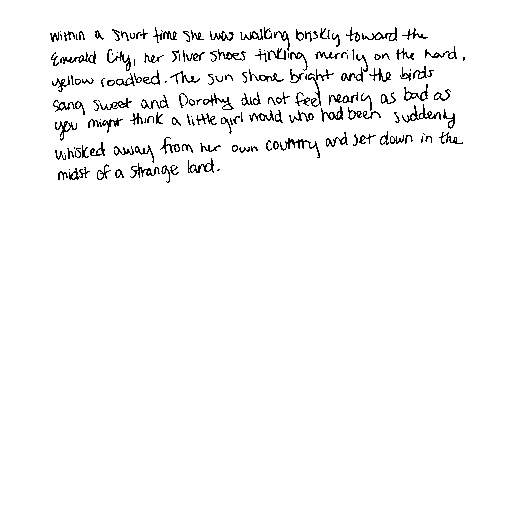 Within a short time she was walking briskly toward the
Emerald City, her silver shoes tinkling merrily on the hard,
yellow roadbed. The sun shone bright and the birds
sang sweet and Dorothy did not feel nearly as bad as
you might think a little girl would who had been suddenly
whisked away from her own country and set down in the
midst of a strange land.